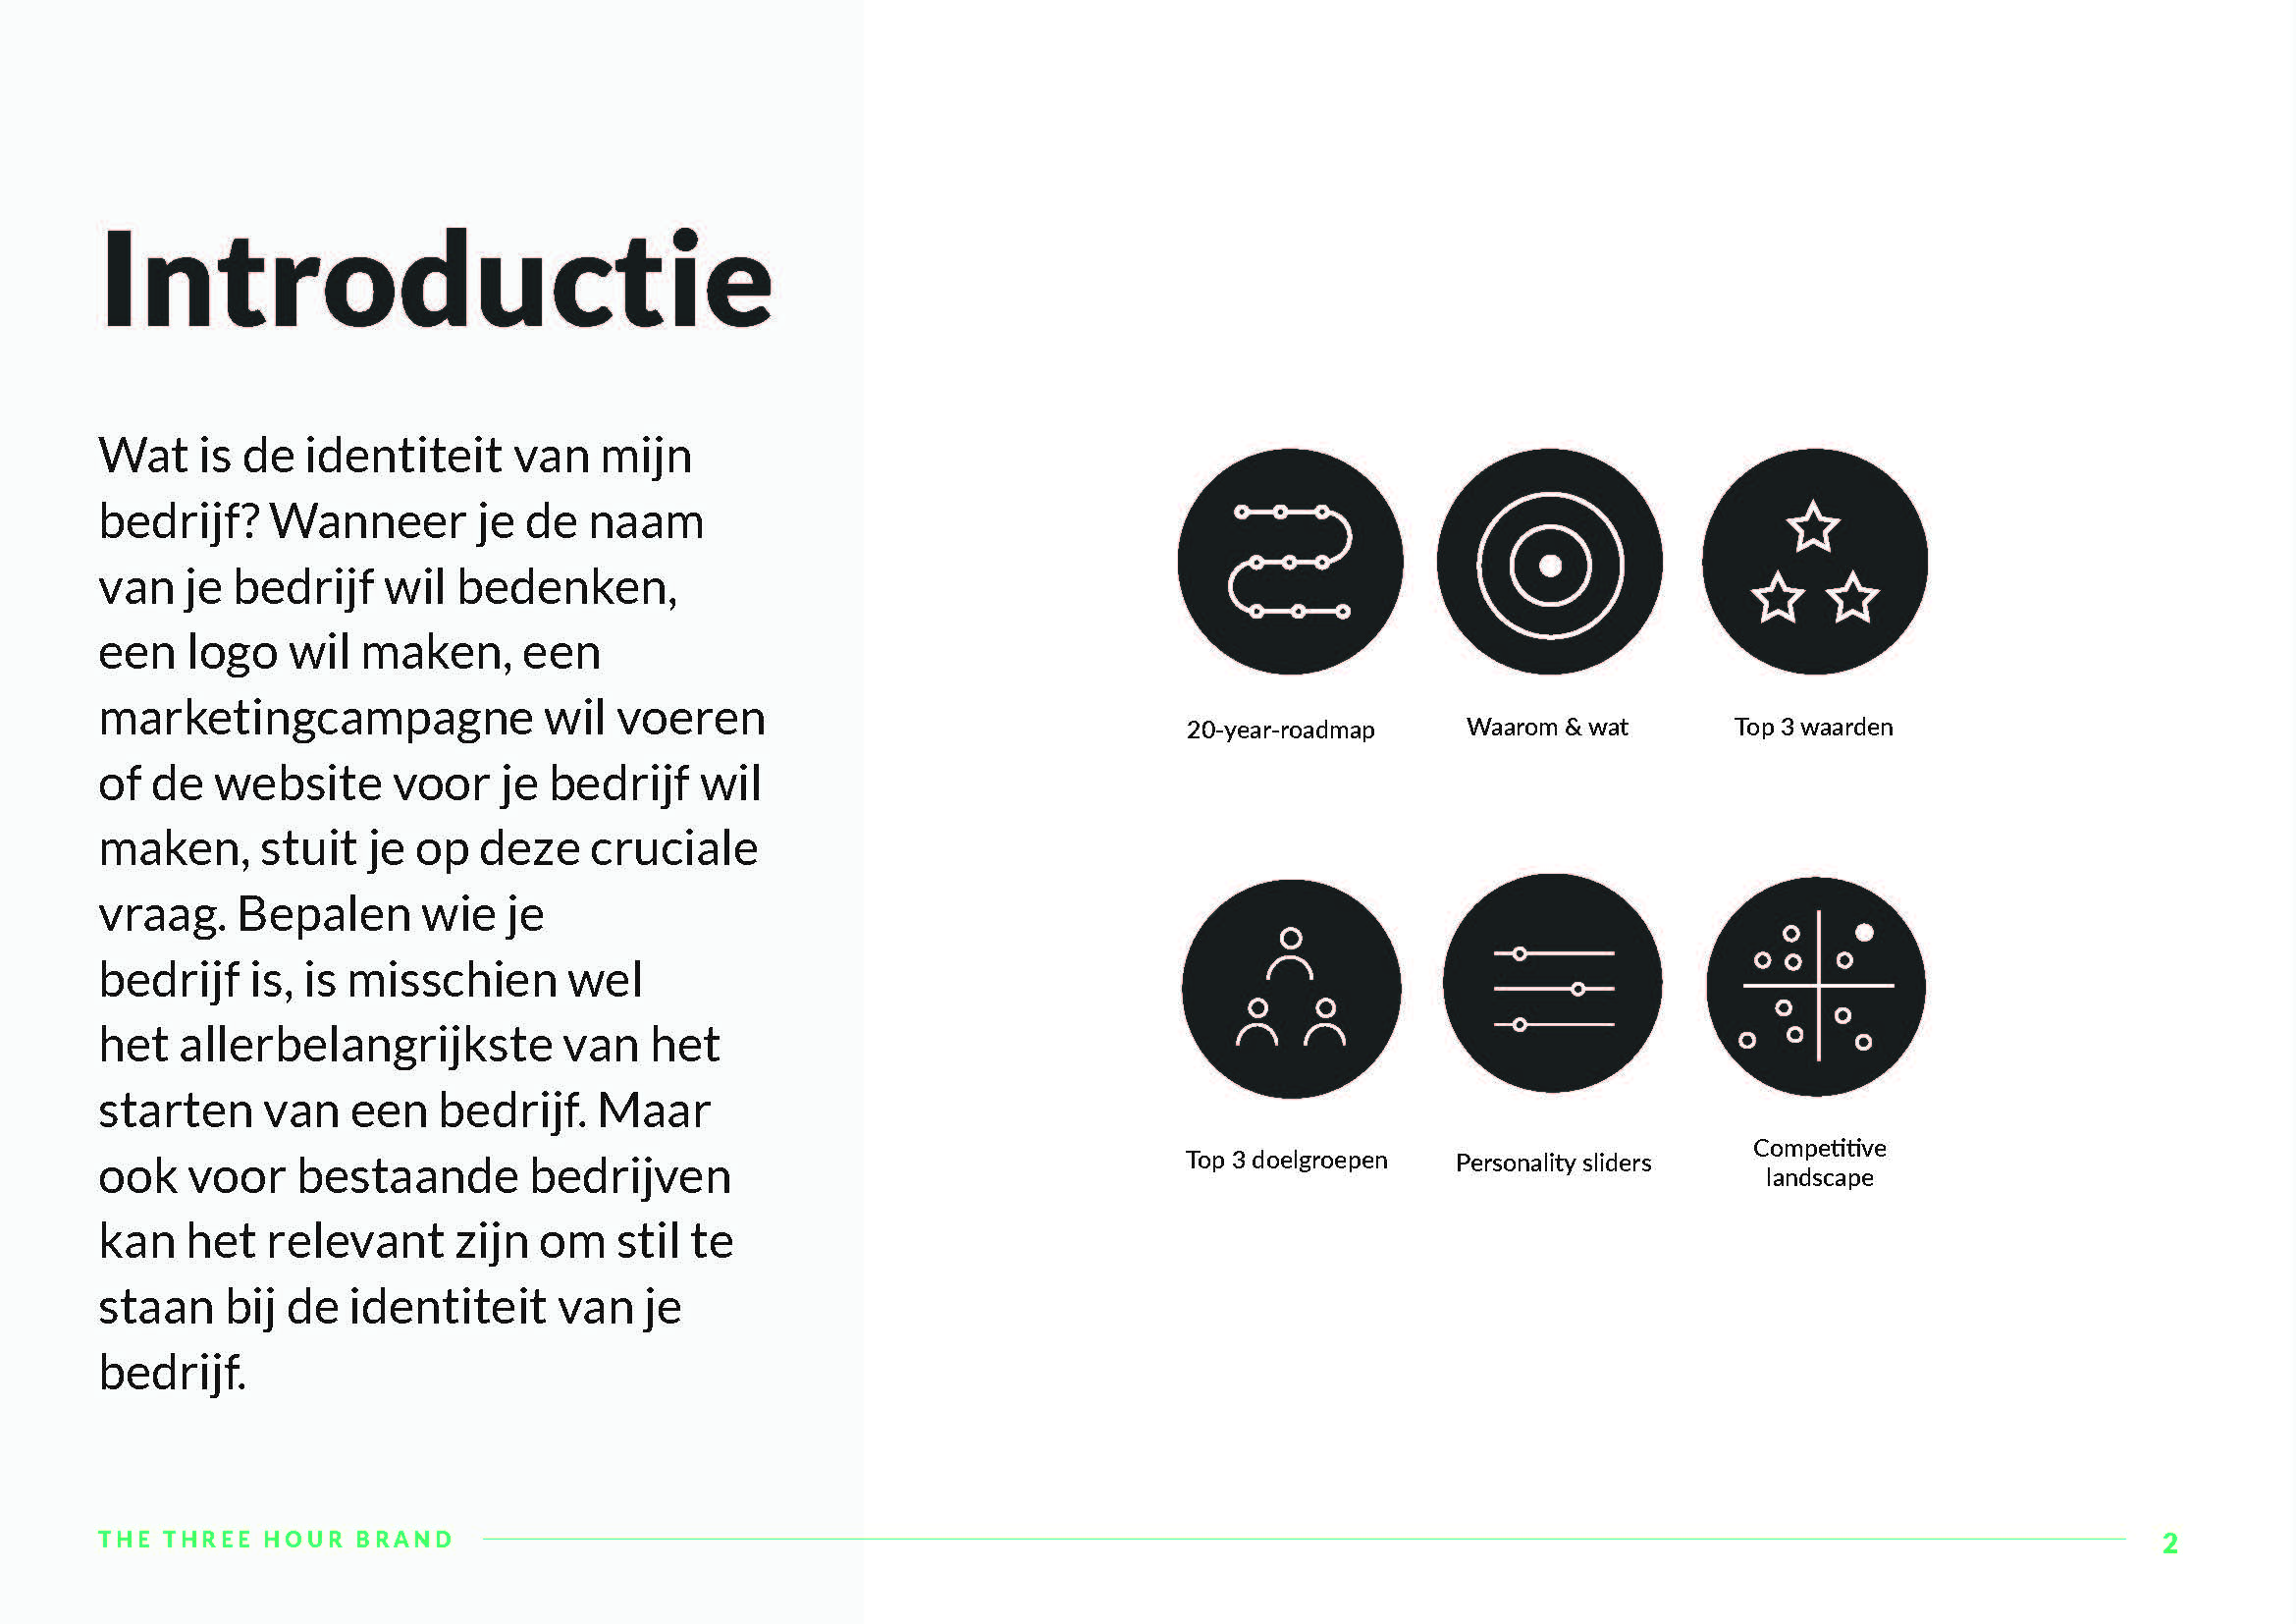 Introductie
Wat is de identiteit van mijn
bedrijf? Wanneer je de naam
van je bedrijf wil bedenken,
een logo wil maken, een
marketingcampagne wil voeren
of de website voor je bedrijf wil
maken, stuit je op deze cruciale
vraag. Bepalen wie je
bedrijf is, is misschien wel
het allerbelangrijkste van het
starten van een bedrijf. Maar
ook voor bestaande bedrijven
kan het relevant zijn om stil te
staan bij de identiteit van je
bedrijf.
20-year-roadmap
Waarom & wat
Top 3 waarden
Top 3 doelgroepen
Personality sliders
Competitive
landscape
THE THREE HOUR BRAND
2